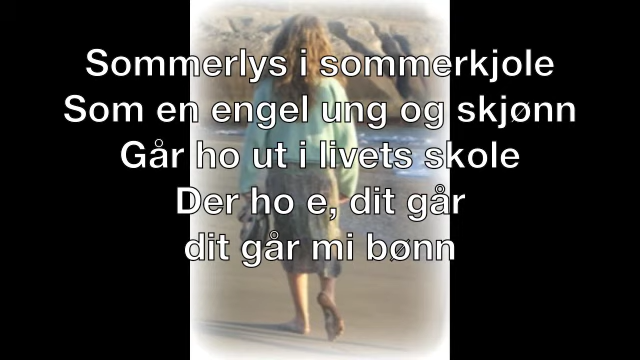 Sommerlys i sommerkjole
Som en engel ung og skjønn
Går ho ut i livets skole
Der ho e, dit går
dit går mi bønn